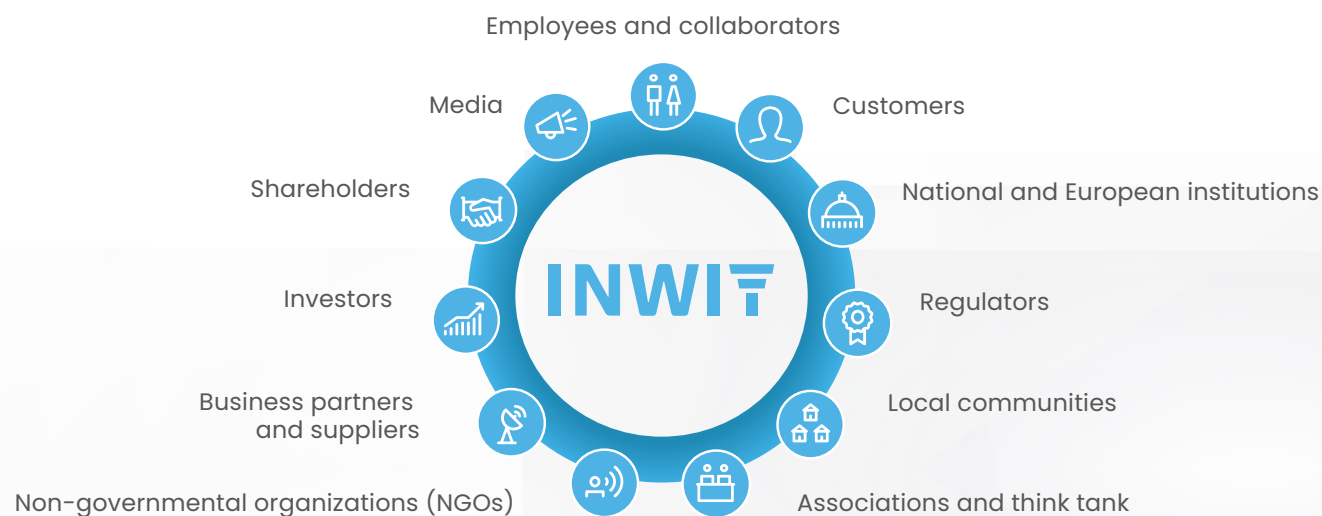 Employees and collaborators
Media
Customers
Shareholders
National and European institutions
INWIT
Investors
Regulators
Business partners
and suppliers
Local communities
Non-governmental organizations (NGOs)
Associations and think tank